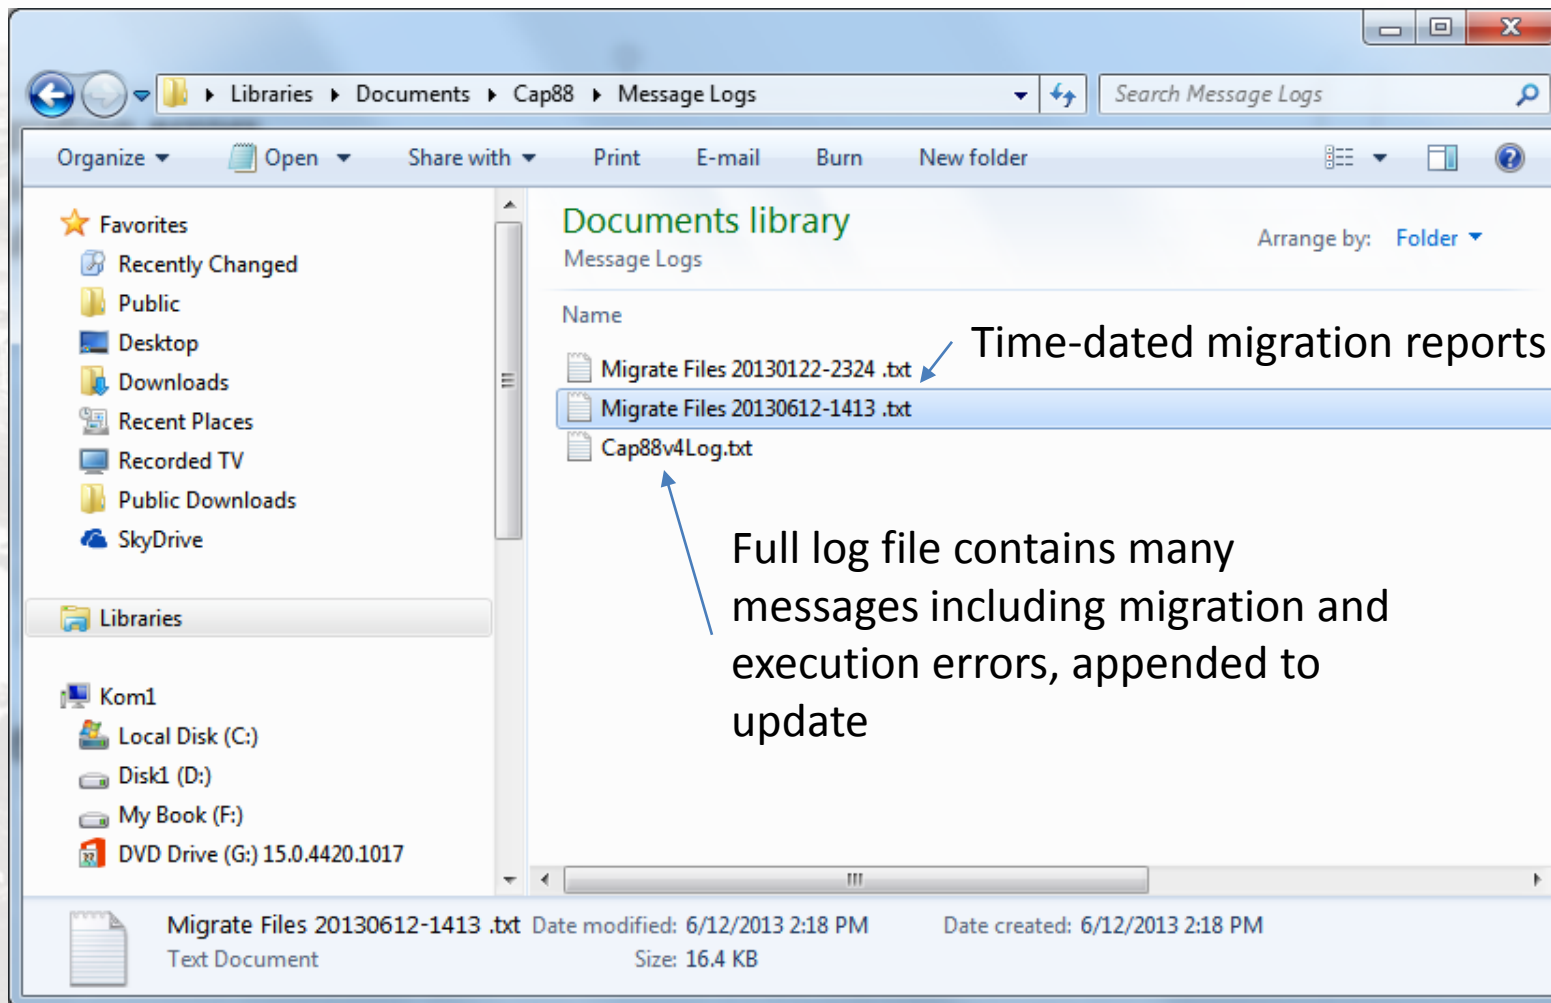 Libraries Documents Cap88 Message Logs
Search Message Logs
Organize Open Share with Print E-mail Burn New folder
Favorites
Recently Changed
Public
Desktop
Downloads
Recent Places
Recorded TV
Public Downloads
SkyDrive
Libraries
Kom1
Local Disk (C:)
Disk1 (D:)
My Book (F:)
DVD Drive (G:) 15.0.4420.1017
Documents library
Message Logs
Arrange by: Folder
Name
Migrate Files 20130122-2324 .txt
Migrate Files 20130612-1413 .txt
Cap88v4Log.txt
Time-dated migration reports
Full log file contains many
messages including migration and
execution errors, appended to
update
Migrate Files 20130612-1413 .txt Date modified: 6/12/2013 2:18 PM Date created: 6/12/2013 2:18 PM
Text Document Size: 16.4 KB